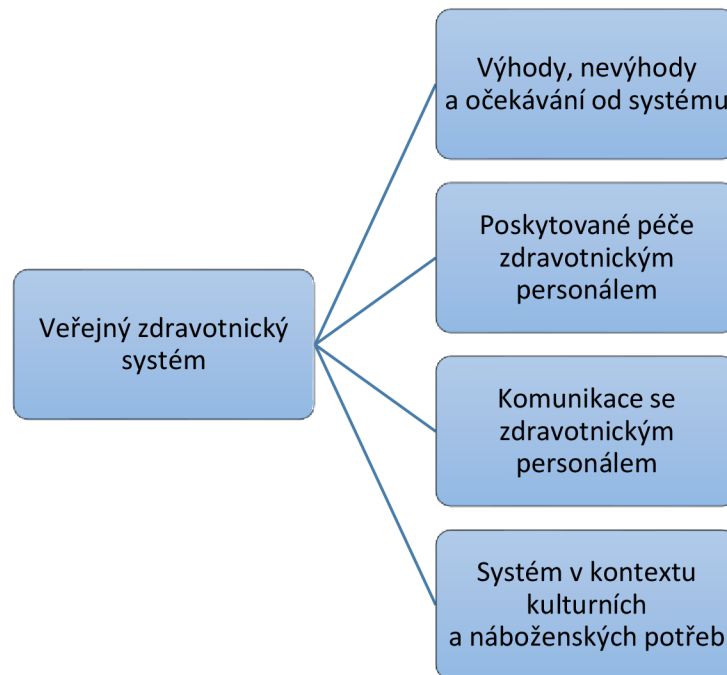 Výhody, nevýhody
a očekávání od systému
Poskytované péče
zdravotnickým
personálem
Veřejný zdravotnický
systém
Komunikace se
zdravotnickým
personálem
Systém v kontextu
kulturních
a náboženských potřeb